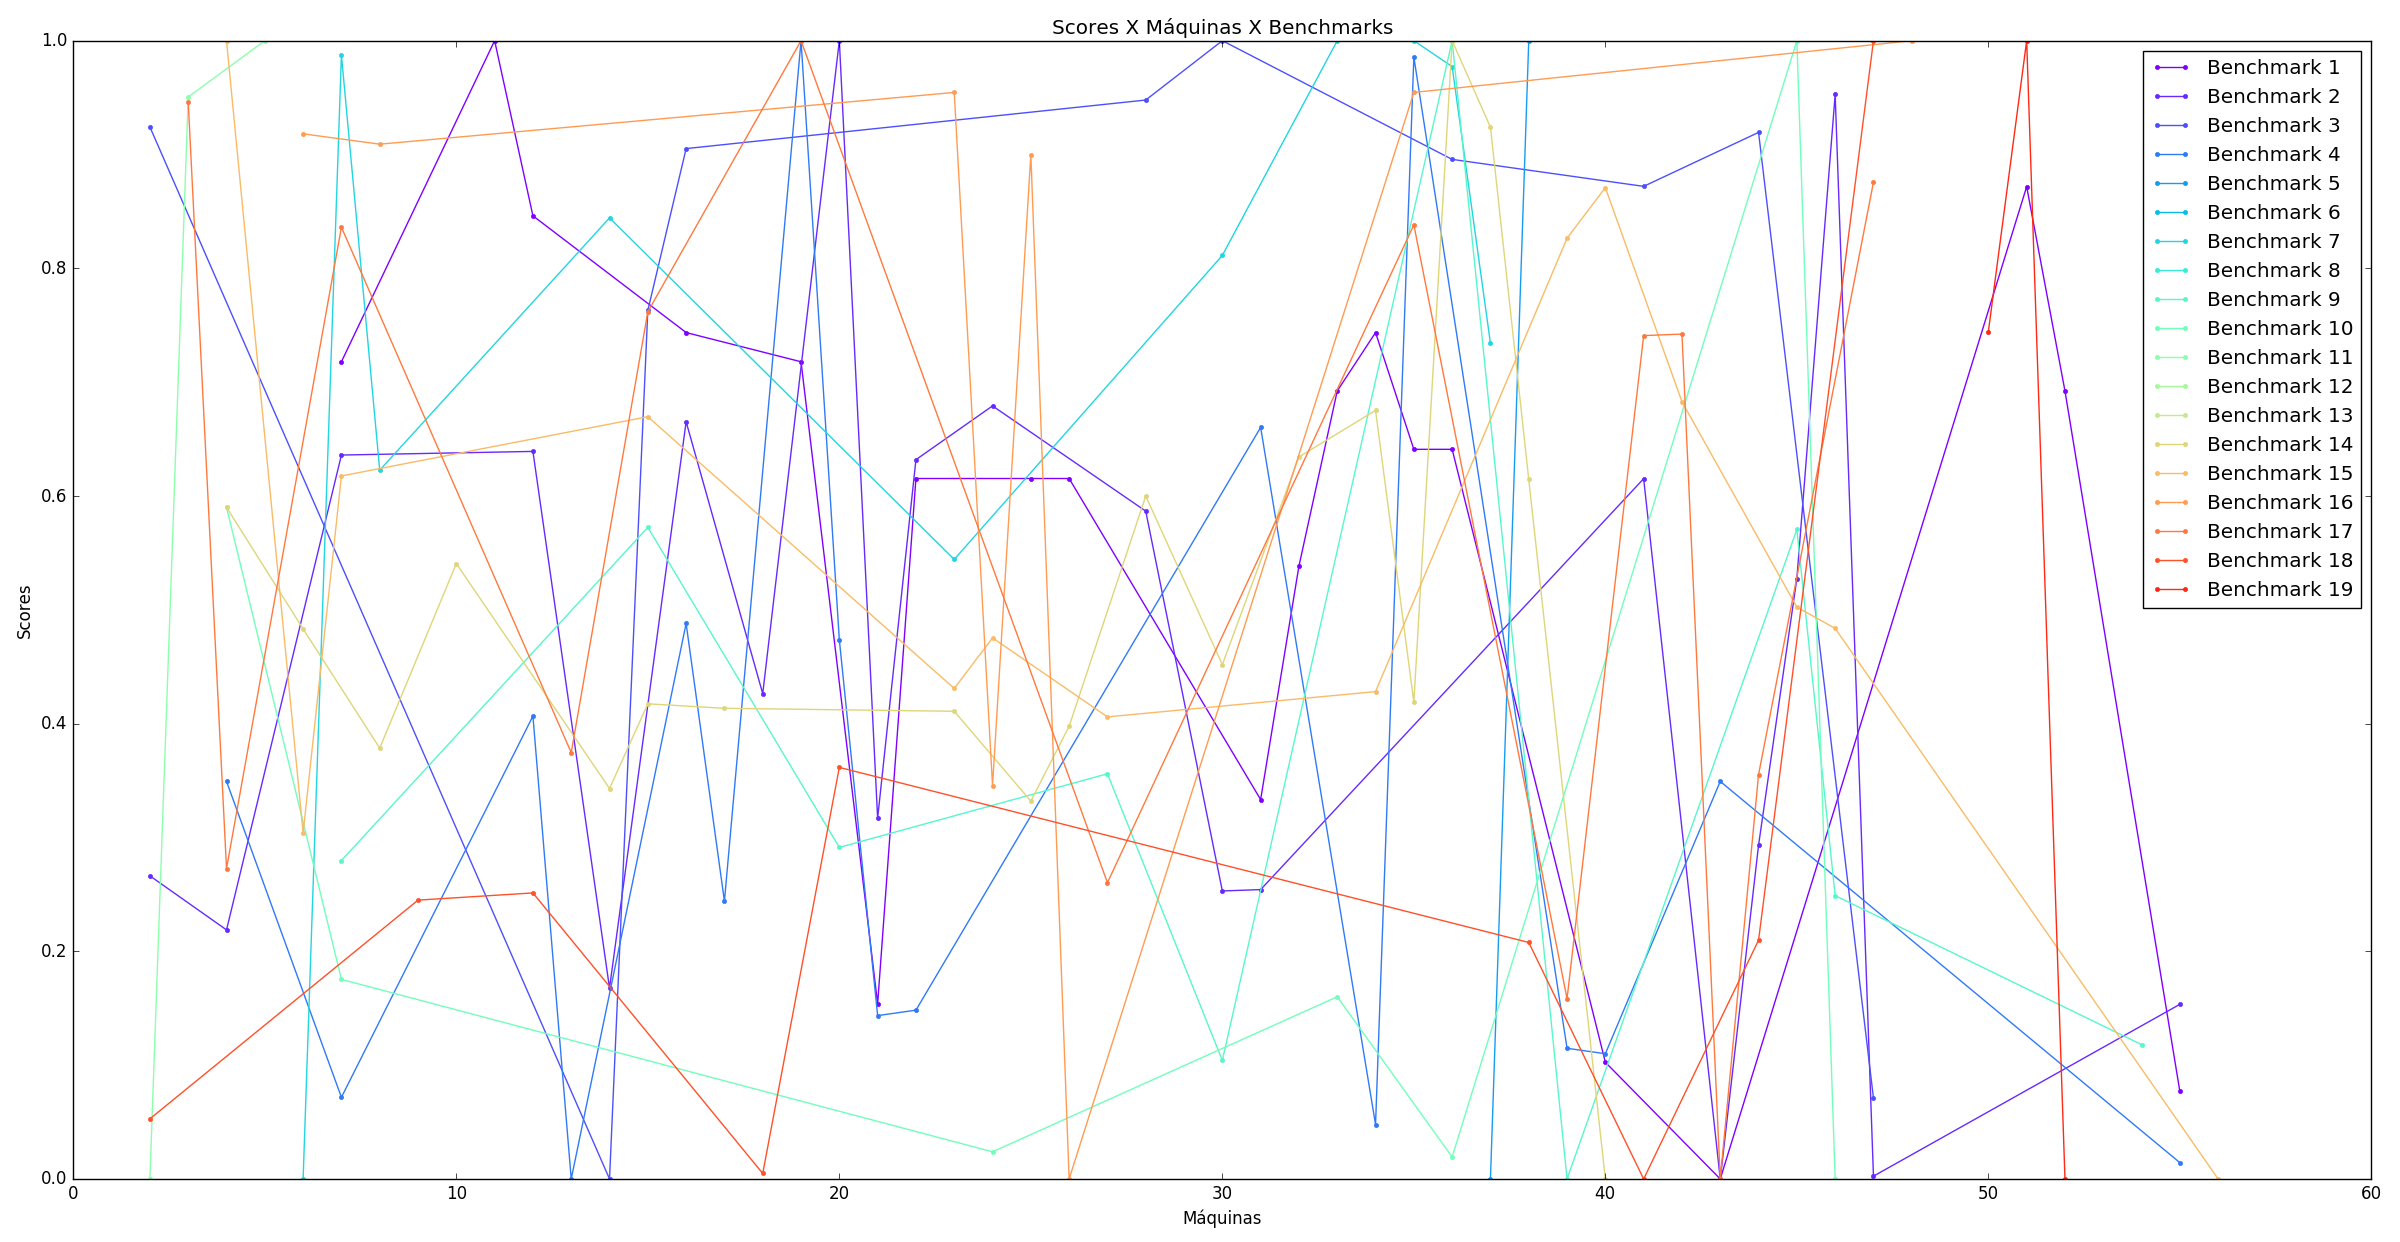 Scores X Máquinas X Benchmarks
1.0
0.8
0.6
0.4
0.2
0.0
Scores
0
10
20
30
40
50
60
Máquinas
Benchmark 1
Benchmark 2
Benchmark 3
Benchmark 4
Benchmark 5
Benchmark 6
Benchmark 7
Benchmark 8
Benchmark 9
Benchmark 10
Benchmark 11
Benchmark 12
Benchmark 13
Benchmark 14
Benchmark 15
Benchmark 16
Benchmark 17
Benchmark 18
Benchmark 19